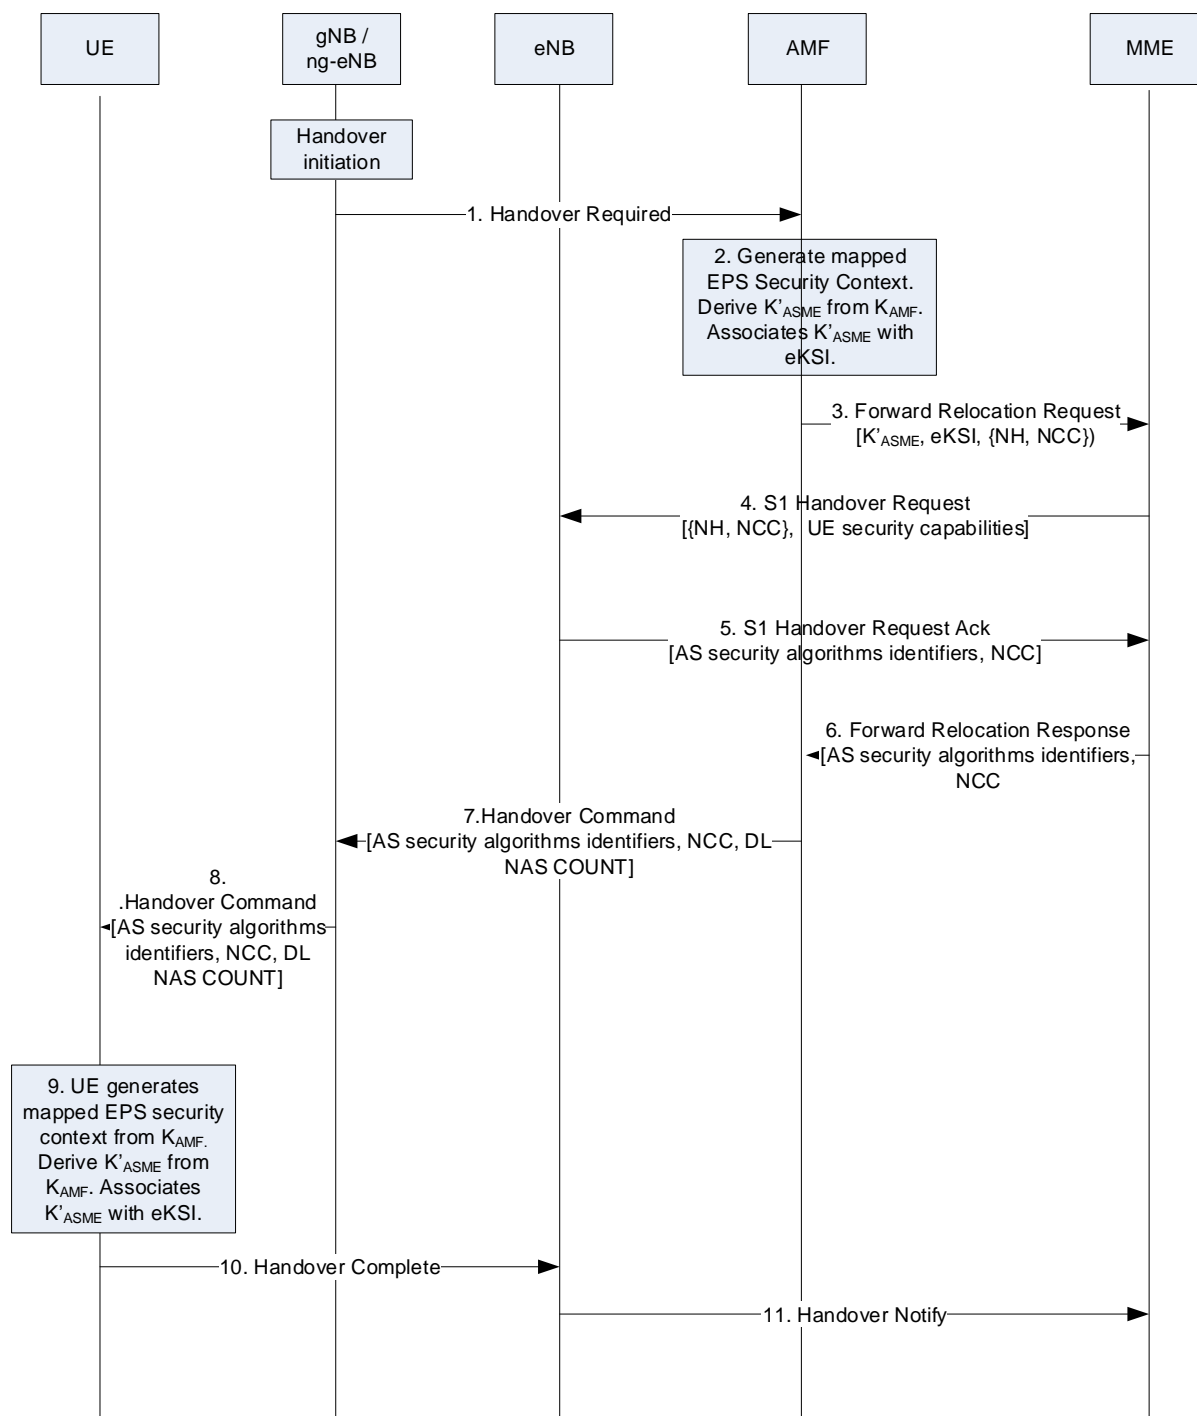 UE
gNB /
ng-eNB
eNB
AMF
MME
Handover
initiation
1. Handover Required
2. Generate mapped
EPS Security Context.
Derive K'ASME from KAMF.
Associates K'ASME with
eKSI.
3. Forward Relocation Request
[K'ASME, eKSI, {NH, NCC})
4. S1 Handover Request
[{NH, NCC}, UE security capabilities]
5. S1 Handover Request Ack
[AS security algorithms identifiers, NCC]
6. Forward Relocation Response
[AS security algorithms identifiers,
NCC
7.Handover Command
[AS security algorithms identifiers, NCC, DL
NAS COUNT]
8.
.Handover Command
[AS security algorithms
identifiers, NCC, DL
NAS COUNT]
9. UE generates
mapped EPS security
context from KAMF.
Derive K'ASME from
KAMF. Associates
K'ASME with eKSI.
10. Handover Complete
11. Handover Notify